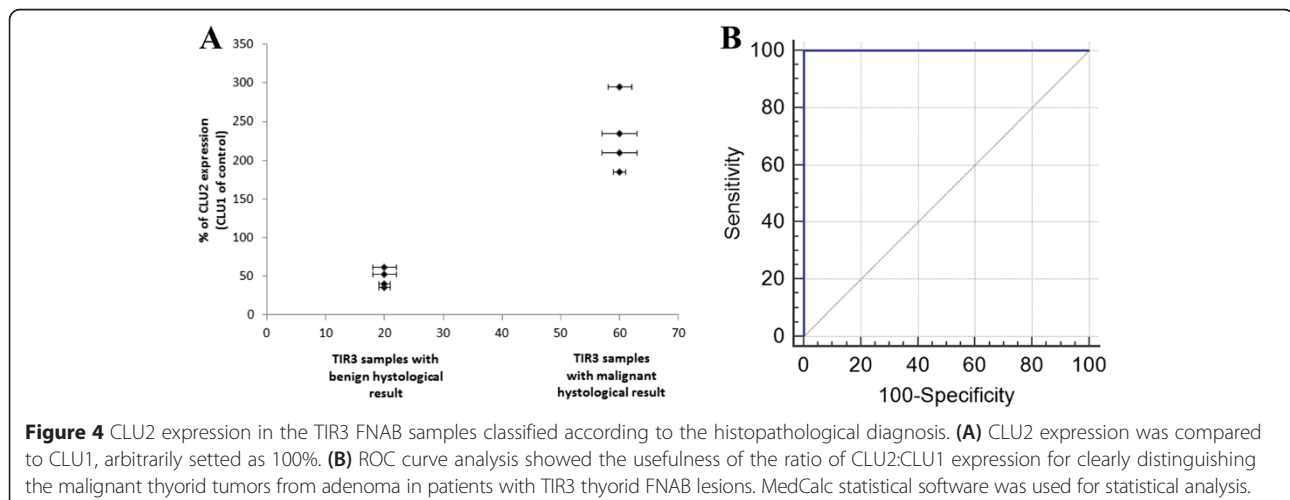 A
350
300
250
200
150
100
50
0
% of CLU2 expression
(CLU1 of control)
0 10 20 30 40 50 60 70
TIR3 samples with
benign hystological
result
TIR3 samples
with malignant
hystological result
B
100
80
60
40
20
0
Sensitivity
0 20 40 60 80 100
100-Specificity
Figure 4 CLU2 expression in the TIR3 FNAB samples classified according to the histopathological diagnosis. (A) CLU2 expression was compared
to CLU1, arbitrarily setted as 100%. (B) ROC curve analysis showed the usefulness of the ratio of CLU2:CLU1 expression for clearly distinguishing
the malignant thyorid tumors from adenoma in patients with TIR3 thyorid FNAB lesions. MedCalc statistical software was used for statistical analysis.